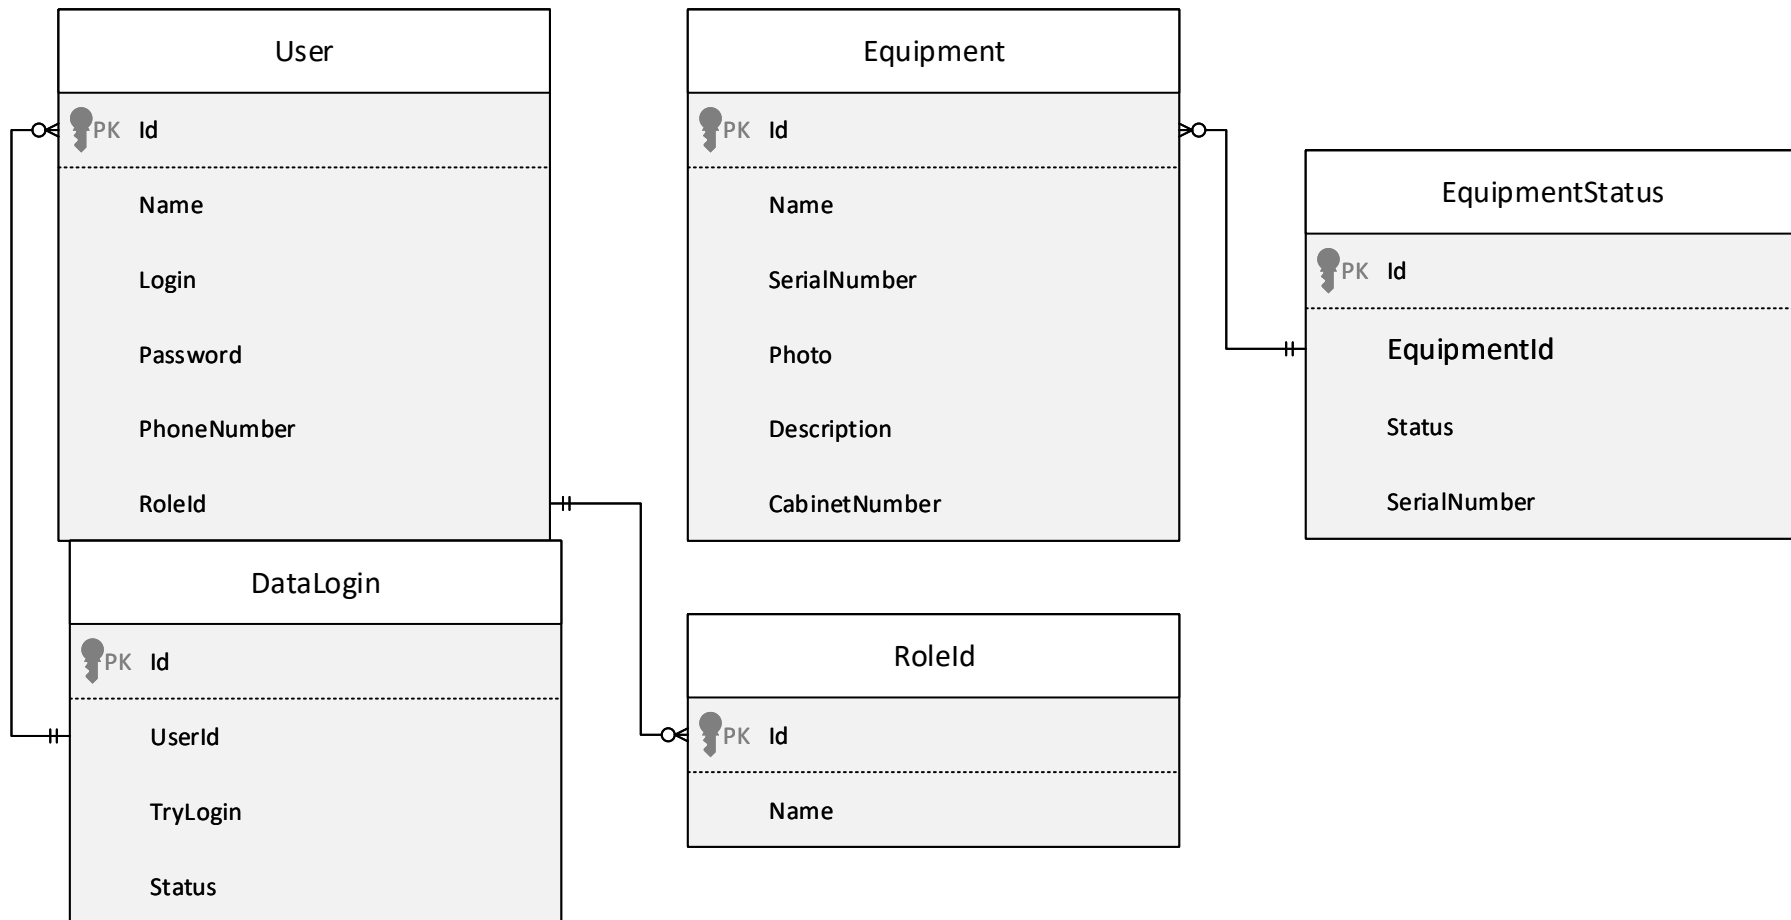 User
PK Id
Name
Login
Password
PhoneNumber
RoleId
Equipment
PK Id
Name
SerialNumber
Photo
Description
CabinetNumber
EquipmentStatus
PK Id
EquipmentId
Status
SerialNumber
DataLogin
PK Id
UserId
TryLogin
Status
RoleId
PK Id
Name